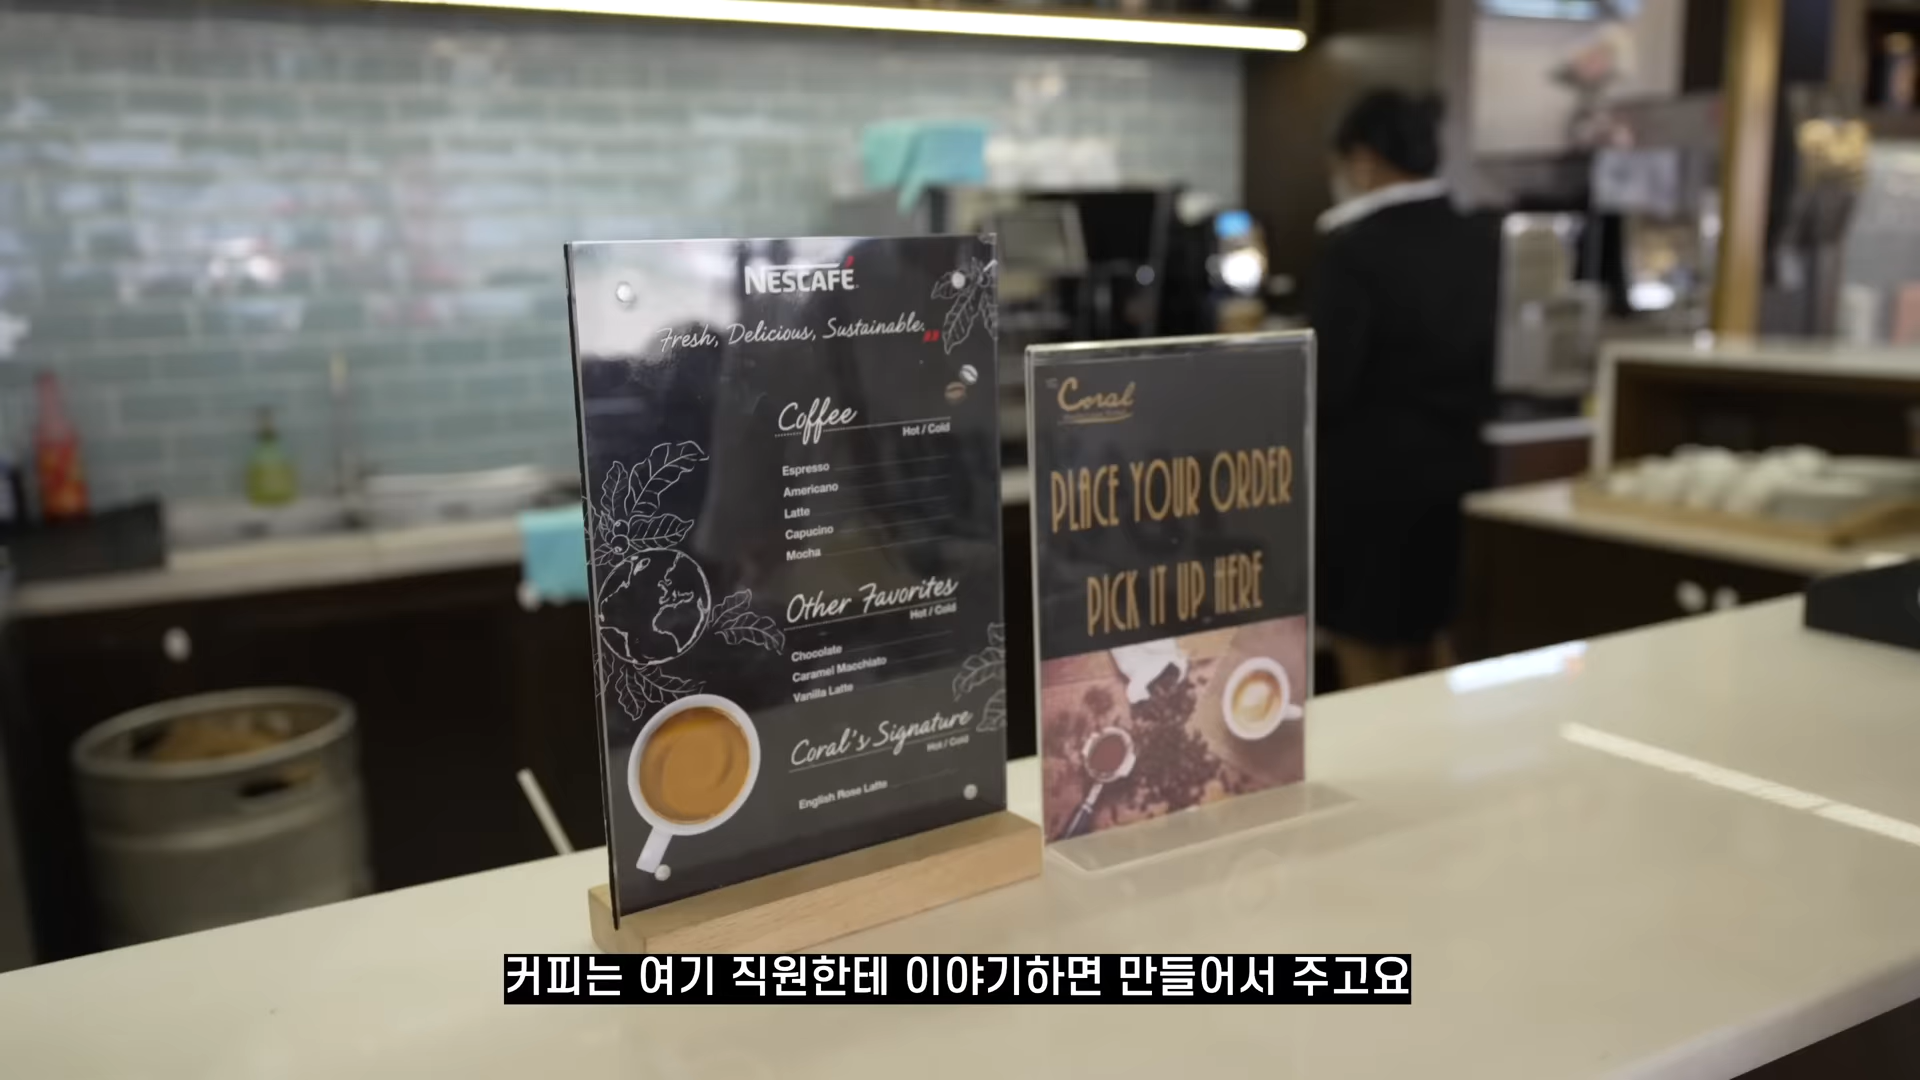 NESCAFÉ
Fresh, Delicious, Sustainable.
Coffee
Hot / Cold
Espresso
Americano
Latte
Capucino
Mocha
Other Favorites
Hot / Cold
Chocolate
Caramel Macchiato
Vanilla Latte
Coral's Signature
Hot / Cold
English Rose Latte
Coral
PLACE YOUR ORDER
PICK IT UP HERE
커피는 여기 직원한테 이야기하면 만들어서 주고요